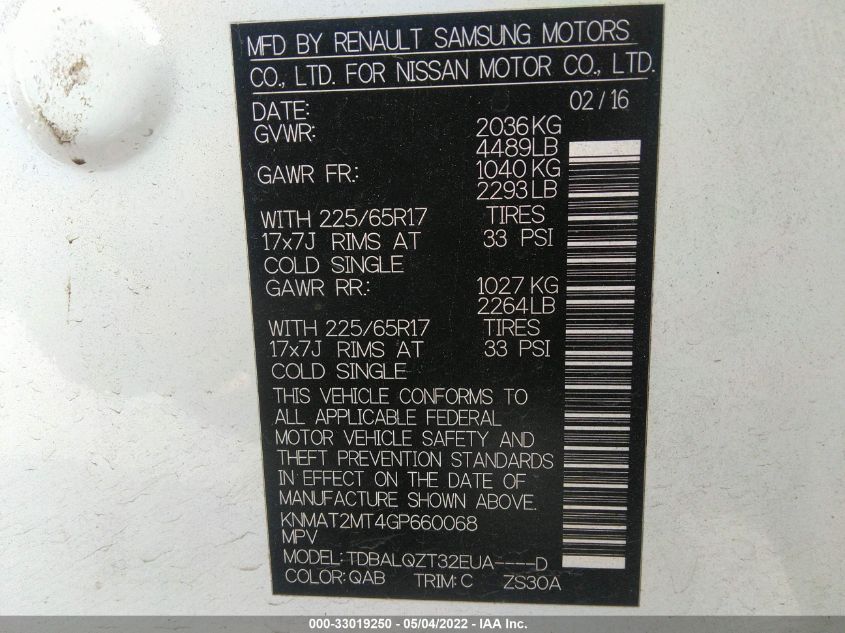 MFD BY RENAULT SAMSUNG MOTORS
CO., LTD. FOR NISSAN MOTOR CO., LTD.
DATE: 02/16
GVWR: 2036KG
4489LB
GAWR FR: 1040 KG
2293LB
WITH 225/65R17 TIRES
17x7J RIMS AT 33 PSI
COLD SINGLE
GAWR RR: 1027 KG
2264LB
WITH 225/65R17 TIRES
17x7J RIMS AT 33 PSI
COLD SINGLE
THIS VEHICLE CONFORMS TO
ALL APPLICABLE FEDERAL
MOTOR VEHICLE SAFETY AND
THEFT PREVENTION STANDARDS
IN EFFECT ON THE DATE OF
MANUFACTURE SHOWN ABOVE.
KNMAT2MT4GP660068
MPV
MODEL:TDBALQZT32EUA----D
COLOR:QAB TRIM:C ZS30A
000-33019250 - 05/04/2022 - IAA Inc.